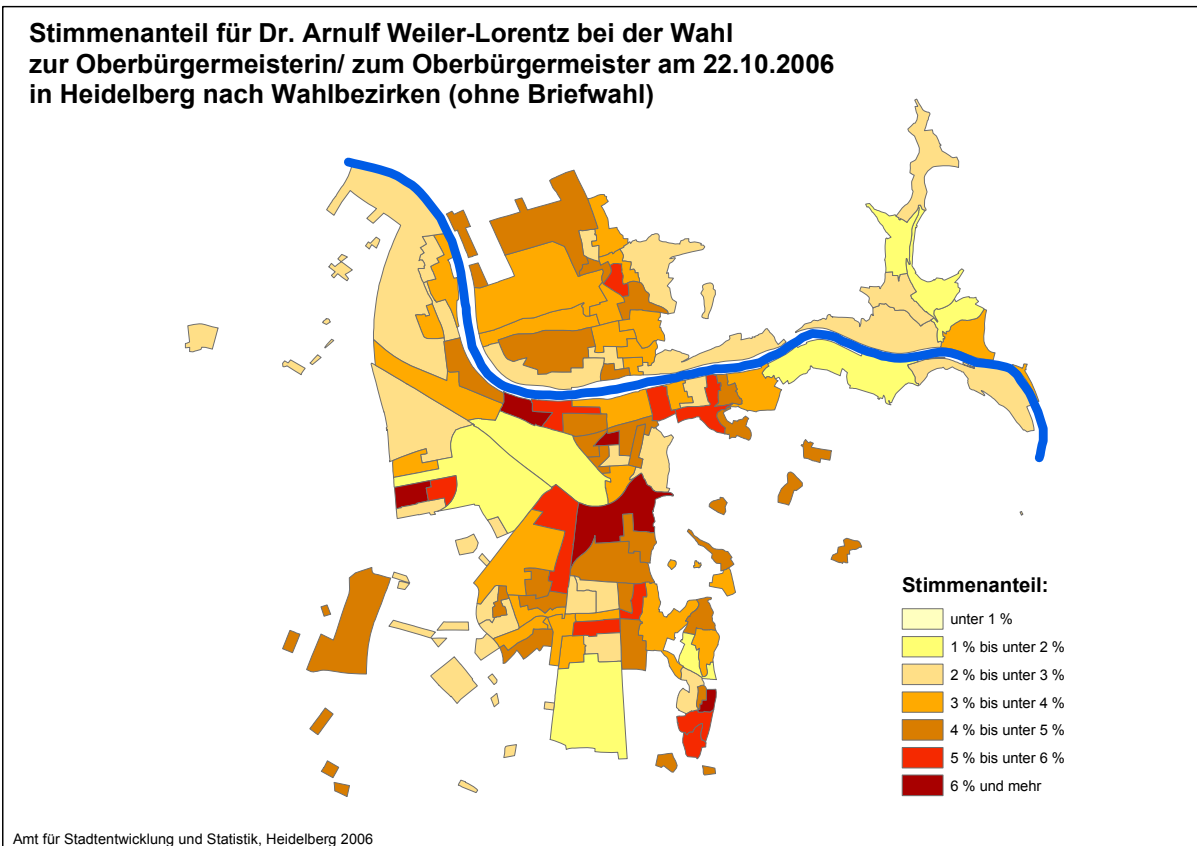 Stimmenanteil für Dr. Arnulf Weiler-Lorentz bei der Wahl
zur Oberbürgermeisterin/ zum Oberbürgermeister am 22.10.2006
in Heidelberg nach Wahlbezirken (ohne Briefwahl)
Stimmenanteil:
unter 1 %
1 % bis unter 2 %
2 % bis unter 3 %
3 % bis unter 4 %
4 % bis unter 5 %
5 % bis unter 6 %
6 % und mehr
Amt für Stadtentwicklung und Statistik, Heidelberg 2006